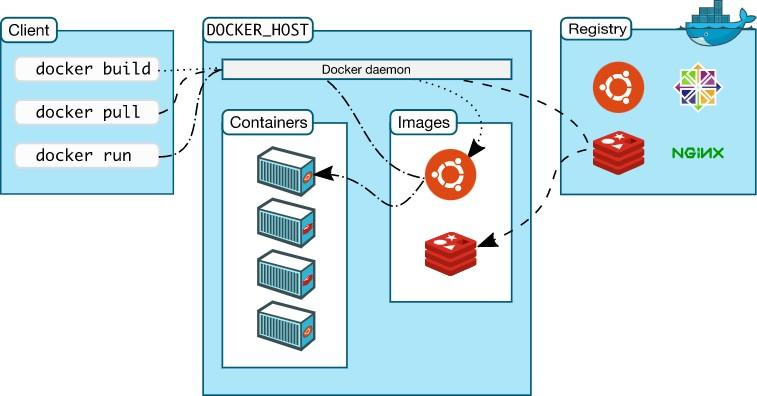 Client
docker build
docker pull
docker run
DOCKER_HOST
Docker daemon
Containers
Images
Registry
NGINX